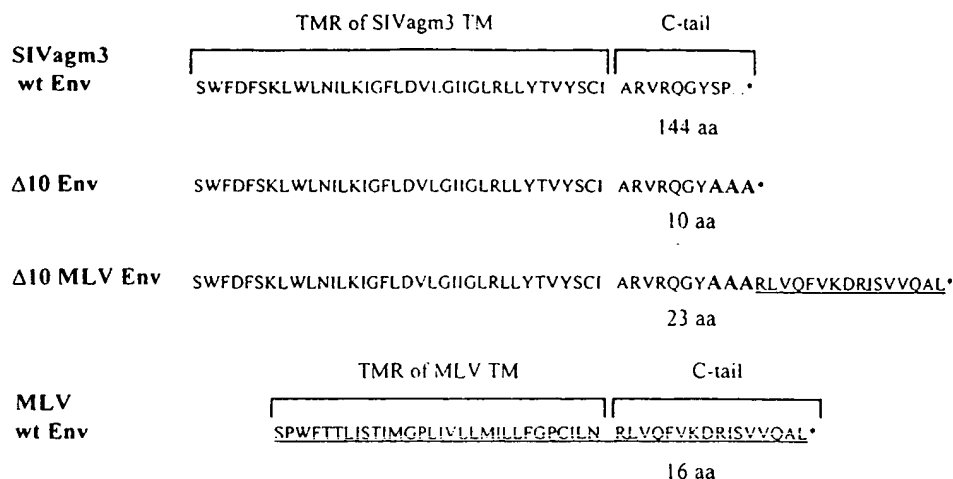 TMR of SIVagm3 TM C-tail
SIVagm3
wt Env
SWFDFSKLWLNILKIGFLDVLGIIGLRLLYTVYSCI ARVRQGYSP...*
144 aa
Δ10 Env SWFDFSKLWLNILKIGFLDVLGIIGLRLLYTVYSCI ARVRQGYAAA*
10 aa
Δ10 MLV Env SWFDFSKLWLNILKIGFLDVLGIIGLRLLYTVYSCI ARVRQGYAAARLVQFVKDRISVVQAL*
23 aa
TMR of MLV TM C-tail
MLV
wt Env
SPWFTTLISTIMGPLIVLLMILLFGPCILN RLVQFVKDRISVVQAL*
16 aa